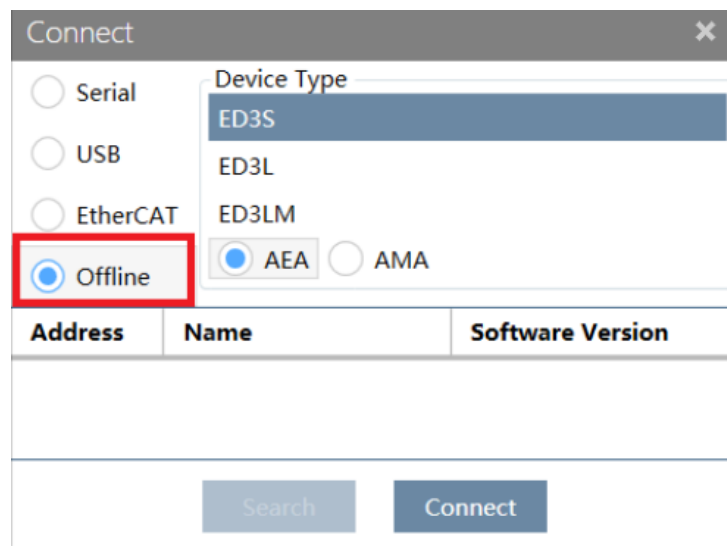 Connect
Serial
USB
EtherCAT
Offline
Device Type
ED3S
ED3L
ED3LM
AEA AMA
Address Name Software Version
Search Connect